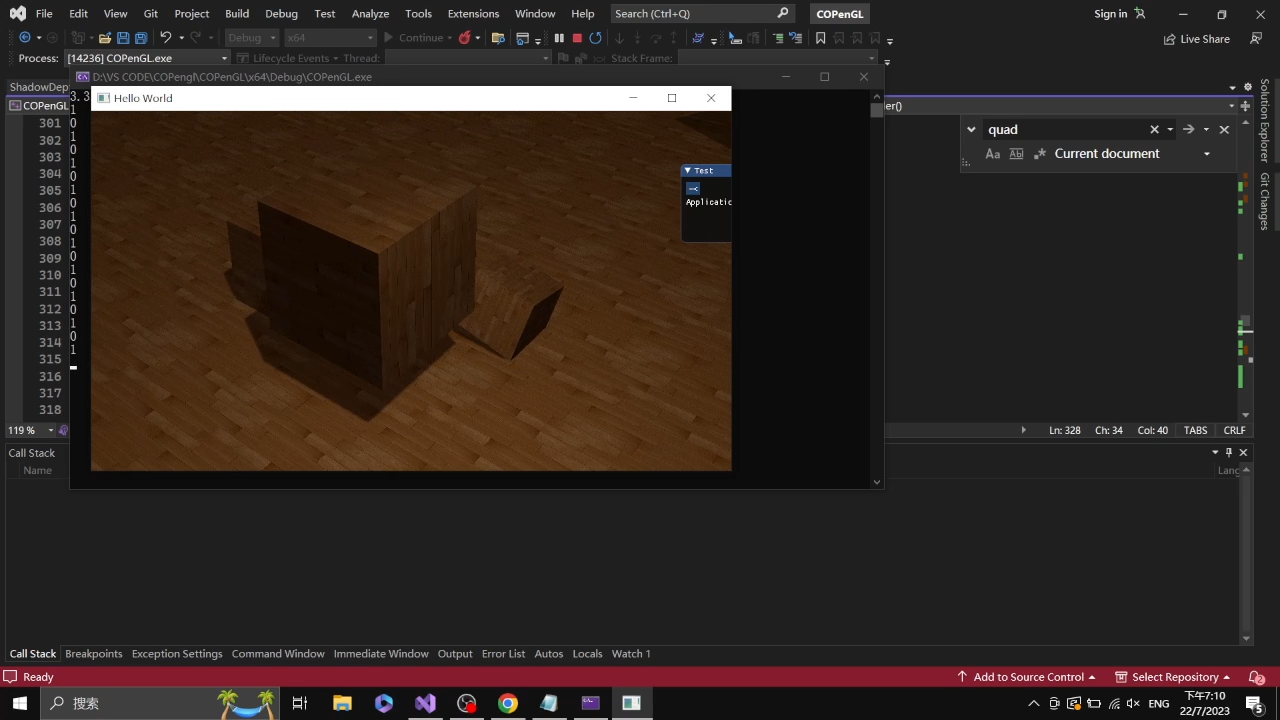 File Edit View Git Project Build Debug Test Analyze Tools Extensions Window Help Search (Ctrl+Q) COPenGL Sign in
Debug x64 Continue Live Share
Process: [14236] COPenGL.exe Lifecycle Events Thread: Stack Frame:
D:\VS CODE\COPengl\COPenGL\x64\Debug\COPenGL.exe
ShadowDept
COPenGL
3.3
Hello World
1
0
1
0
1
0
1
0
1
0
1
0
1
0
1
0
1
0
1
301
302
303
304
305
306
307
308
309
310
311
312
313
314
315
316
317
318
Test
Applicatio
der()
quad
Aa Ab Current document
Solution Explorer
Git Changes
119 % Ln: 328 Ch: 34 Col: 40 TABS CRLF
Call Stack
Name Lang
Call Stack Breakpoints Exception Settings Command Window Immediate Window Output Error List Autos Locals Watch 1
Ready Add to Source Control Select Repository 2
搜索 ENG 下午7:10
22/7/2023 5